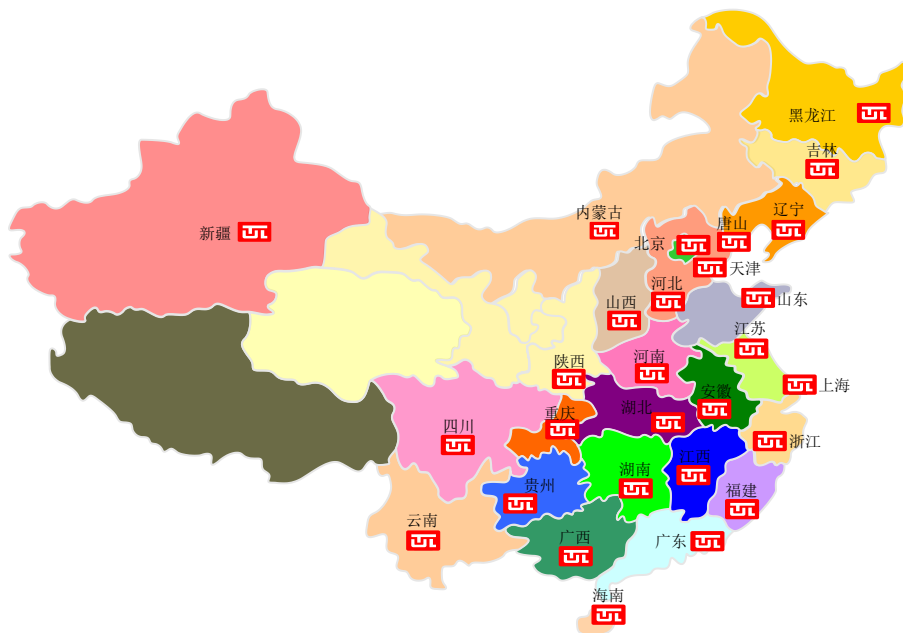 黑龙江
吉林
辽宁
内蒙古
唐山
新疆
北京
天津
河北
山东
山西
江苏
河南
陕西
上海
安徽
湖北
重庆
四川
浙江
江西
湖南
贵州
福建
云南
广西
广东
海南